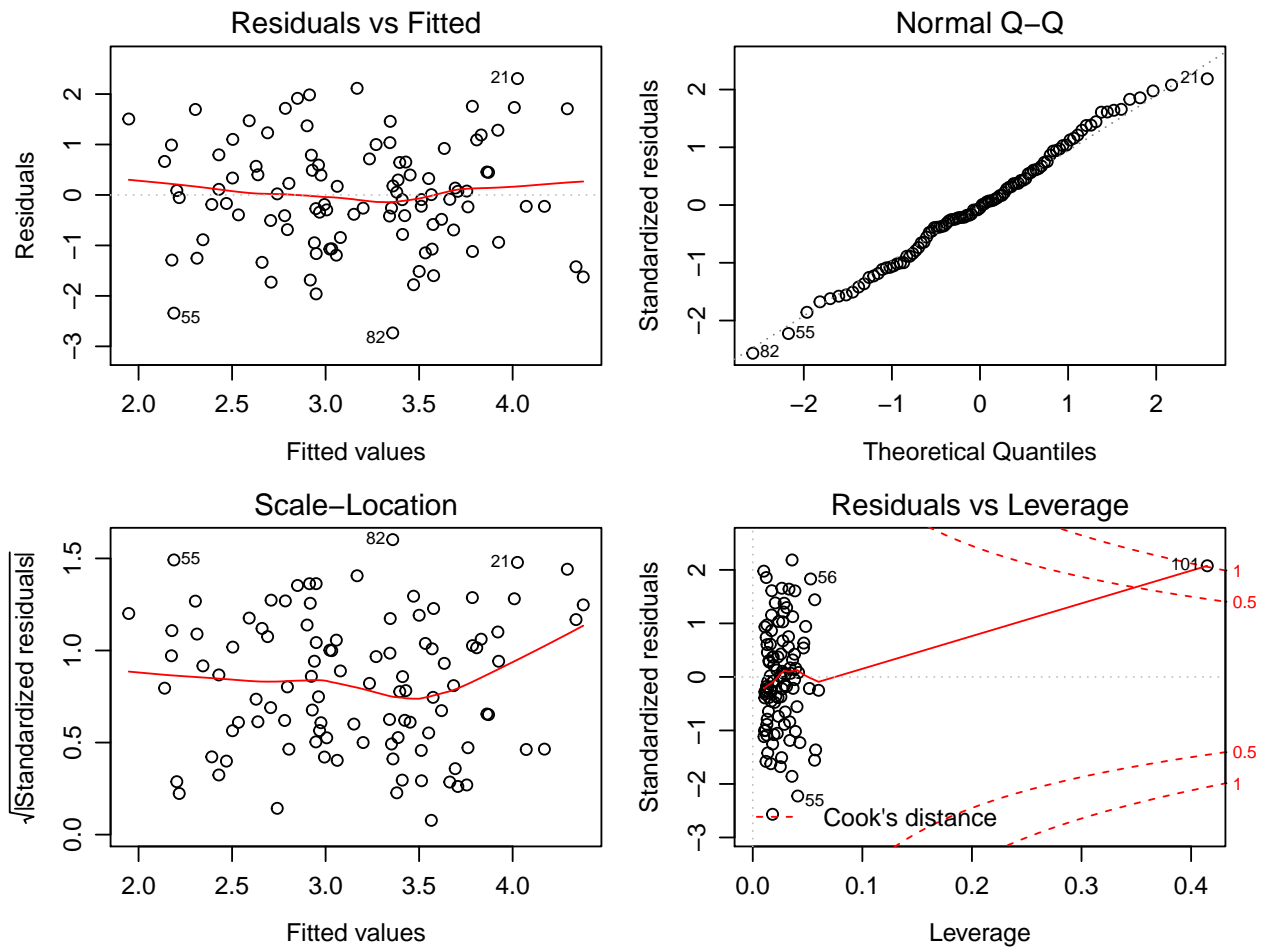 Residuals vs Fitted
Residuals
2
1
0
−1
−2
−3
21
55
82
2.0 2.5 3.0 3.5 4.0
Fitted values
Normal Q−Q
Standardized residuals
2
1
0
−1
−2
21
55
82
−2 −1 0 1 2
Theoretical Quantiles
Scale−Location
√|Standardized residuals|
1.5
1.0
0.5
0.0
82
55
21
2.0 2.5 3.0 3.5 4.0
Fitted values
Residuals vs Leverage
Standardized residuals
2
1
0
−1
−2
−3
101
56
55
1
0.5
0.5
1
Cook's distance
0.0 0.1 0.2 0.3 0.4
Leverage